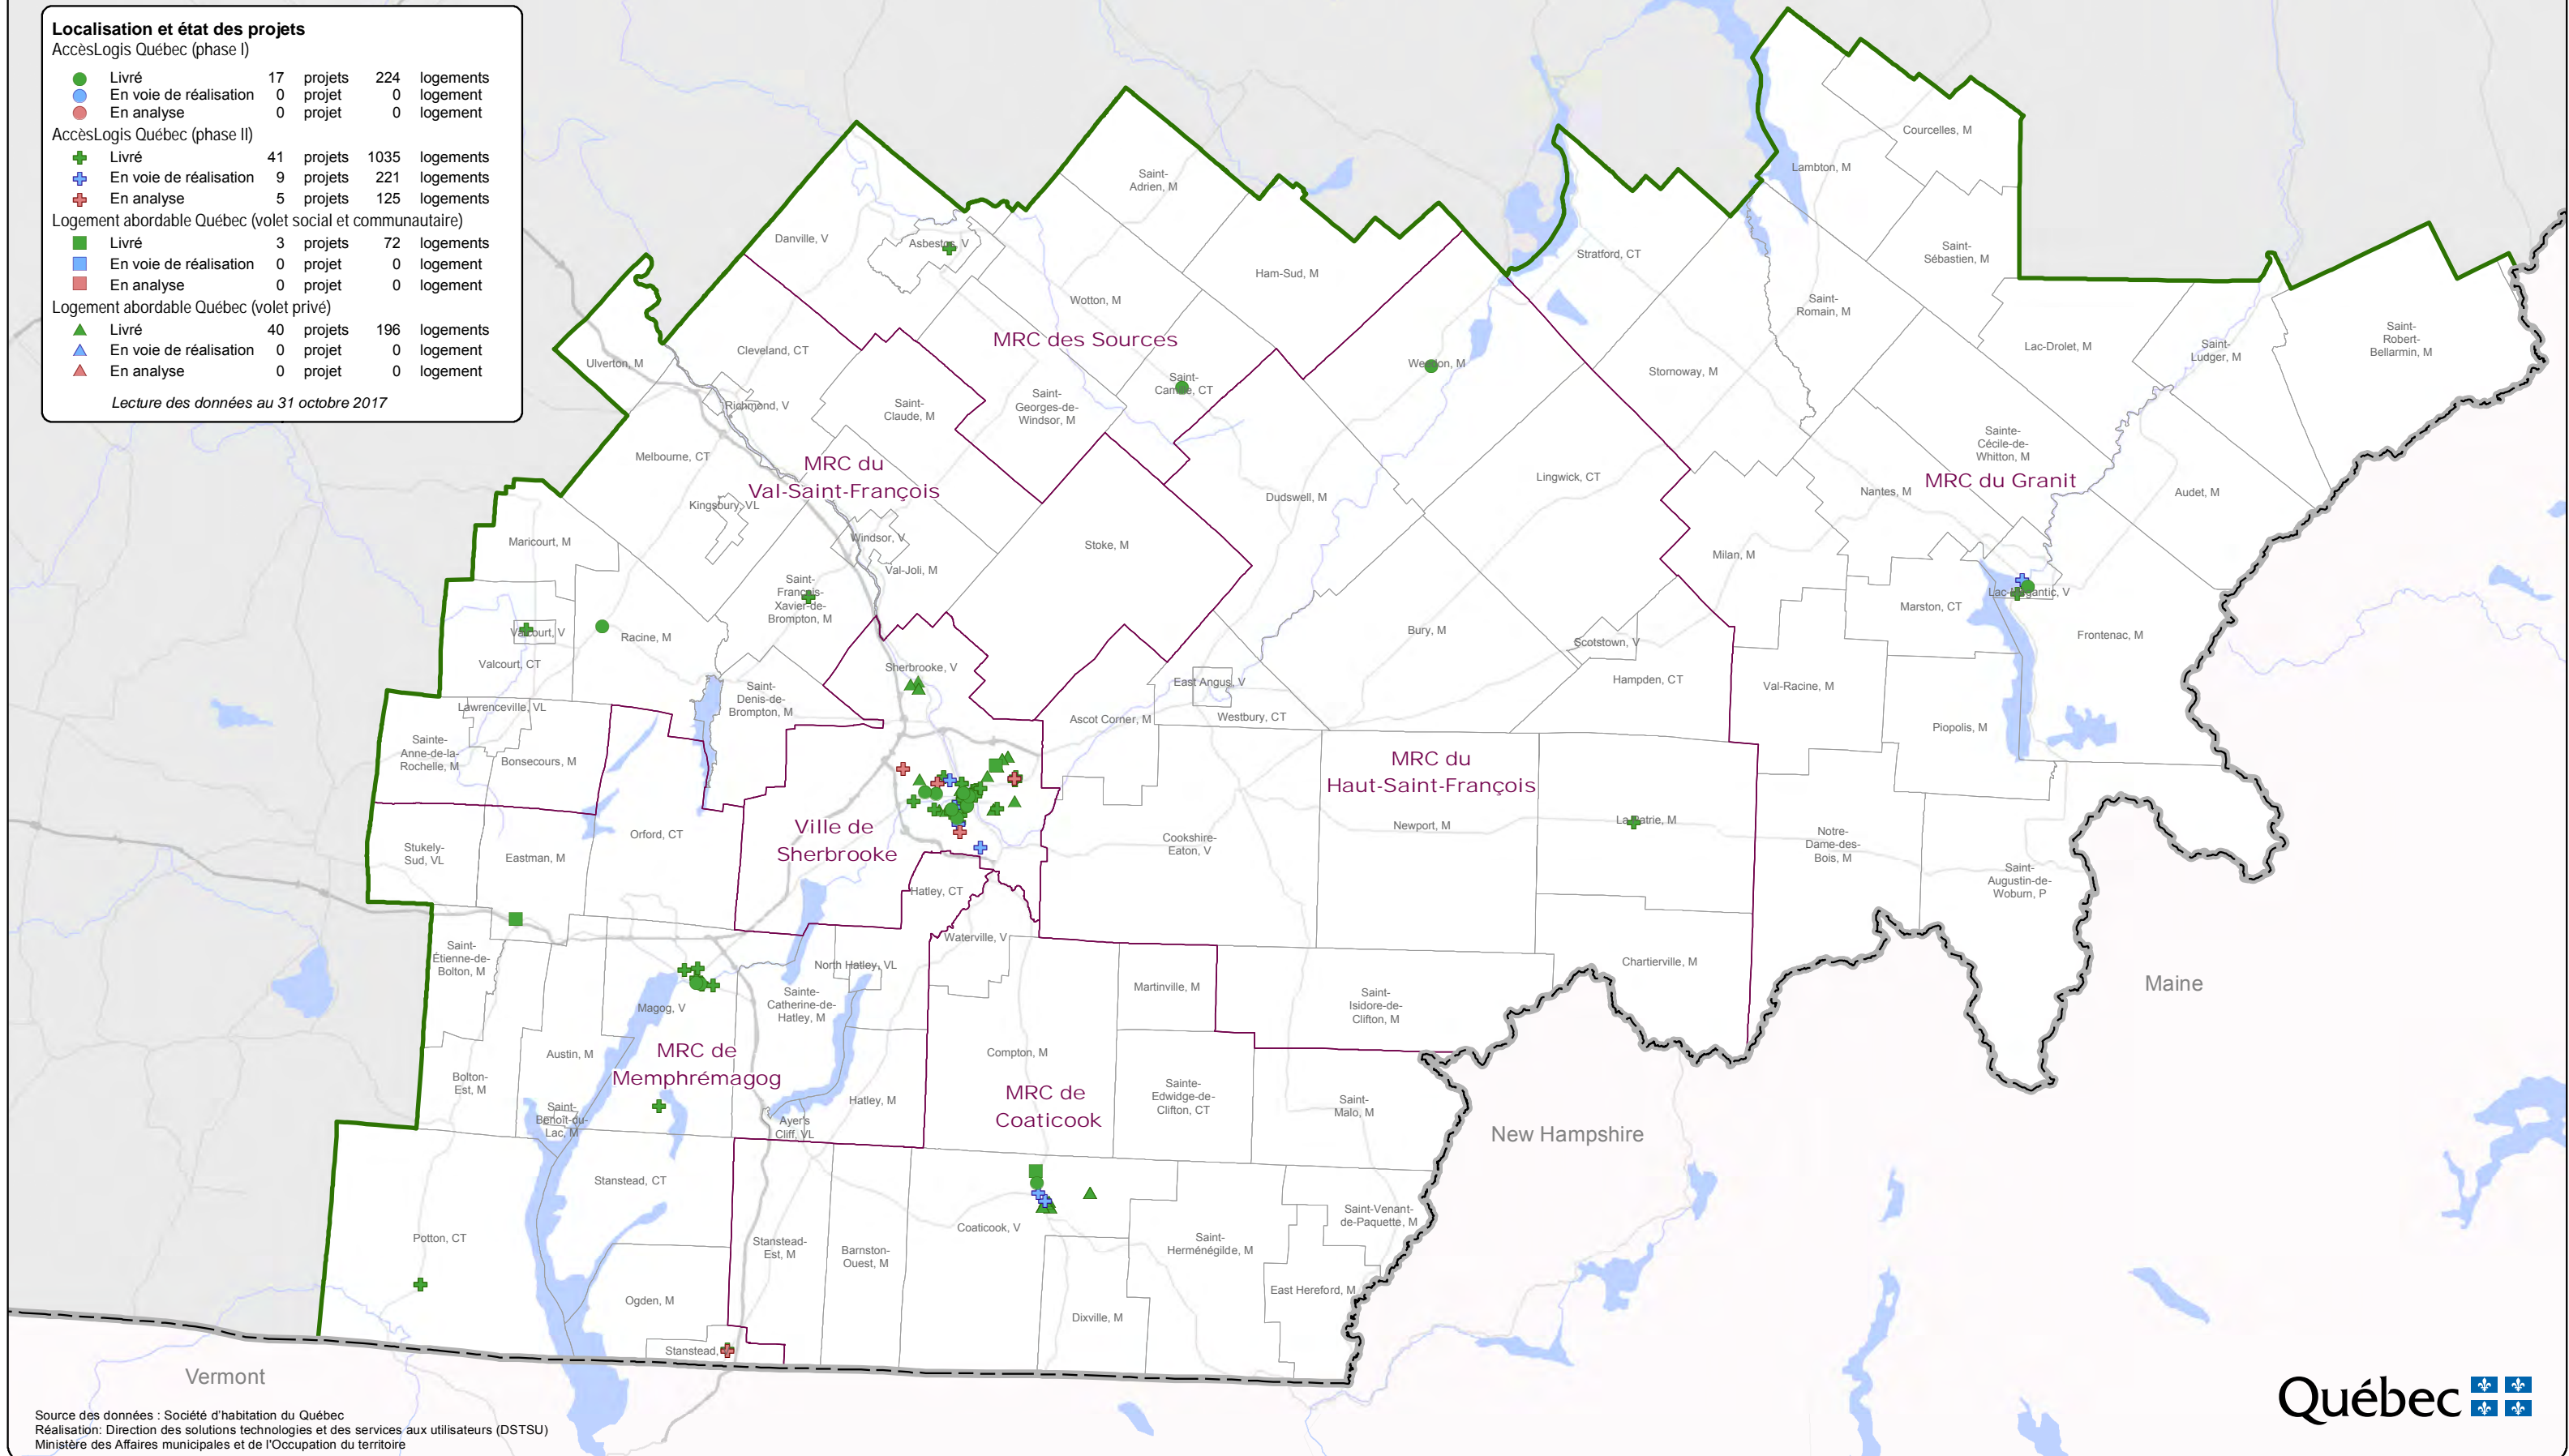 Localisation et état des projets
AccèsLogis Québec (phase I)
Livré 17 projets 224 logements
En voie de réalisation 0 projet 0 logement
En analyse 0 projet 0 logement
AccèsLogis Québec (phase II)
Livré 41 projets 1035 logements
En voie de réalisation 9 projets 221 logements
En analyse 5 projets 125 logements
Logement abordable Québec (volet social et communautaire)
Livré 3 projets 72 logements
En voie de réalisation 0 projet 0 logement
En analyse 0 projet 0 logement
Logement abordable Québec (volet privé)
Livré 40 projets 196 logements
En voie de réalisation 0 projet 0 logement
En analyse 0 projet 0 logement
Lecture des données au 31 octobre 2017
Courcelles, M
Lambton, M
Saint-
Adrien, M
Danville, V
Asbestos, V
Ham-Sud, M
Stratford, CT
Saint-
Sébastien, M
Wotton, M
Saint-
Romain, M
MRC des Sources
Saint-
Robert-
Bellarmin, M
Lac-Drolet, M
Saint-
Ludger, M
Cleveland, CT
Ulverton, M
Weedon, M
Stornoway, M
Saint-
Camille, CT
Richmond, V
Saint-
Claude, M
Saint-
Georges-de-
Windsor, M
Sainte-
Cécile-de-
Whitton, M
Melbourne, CT
MRC du
Val-Saint-François
Lingwick, CT
MRC du Granit
Nantes, M
Audet, M
Dudswell, M
Kingsbury, VL
Windsor, V
Maricourt, M
Stoke, M
Milan, M
Val-Joli, M
Saint-
François-
Xavier-de-
Brompton, M
Lac-Mégantic, V
Marston, CT
Valcourt, V
Racine, M
Bury, M
Scotstown, V
Frontenac, M
Valcourt, CT
Sherbrooke, V
East Angus, V
Hampden, CT
Val-Racine, M
Saint-
Denis-de-
Brompton, M
Lawrenceville, VL
Ascot Corner, M
Westbury, CT
Piopolis, M
Sainte-
Anne-de-la-
Rochelle, M
Bonsecours, M
MRC du
Haut-Saint-François
Orford, CT
Ville de
Sherbrooke
Cookshire-
Eaton, V
Newport, M
La Patrie, M
Notre-
Dame-des-
Bois, M
Stukely-
Sud, VL
Eastman, M
Saint-
Augustin-de-
Woburn, P
Hatley, CT
Waterville, V
Saint-
Étienne-de-
Bolton, M
North Hatley, VL
Chartierville, M
Maine
Martinville, M
Magog, V
Sainte-
Catherine-de-
Hatley, M
Saint-
Isidore-de-
Clifton, M
Austin, M
MRC de
Memphrémagog
Compton, M
Bolton-
Est, M
MRC de
Coaticook
Sainte-
Edwidge-de-
Clifton, CT
Hatley, M
Saint-
Malo, M
Saint-
Benoît-du-
Lac, M
Ayer's
Cliff, VL
New Hampshire
Stanstead, CT
Saint-Venant-
de-Paquette, M
Potton, CT
Coaticook, V
Stanstead-
Est, M
Barnston-
Ouest, M
Saint-
Herménégilde, M
East Hereford, M
Ogden, M
Dixville, M
Stanstead,
Vermont
Québec
Source des données : Société d'habitation du Québec
Réalisation: Direction des solutions technologies et des services aux utilisateurs (DSTSU)
Ministère des Affaires municipales et de l'Occupation du territoire